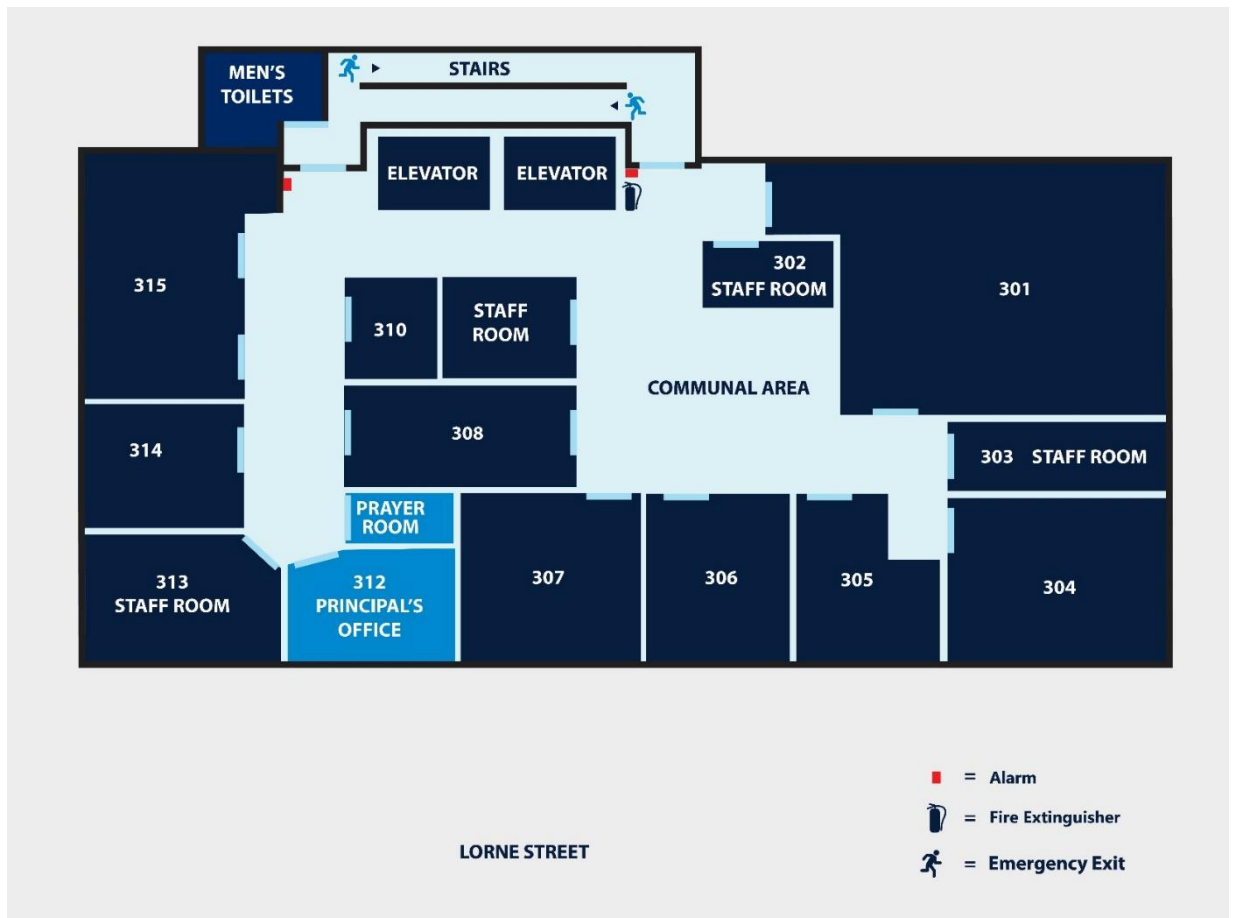 MEN'S
TOILETS
STAIRS
ELEVATOR
ELEVATOR
315
310
STAFF
ROOM
302
STAFF ROOM
301
COMMUNAL AREA
314
308
303 STAFF ROOM
PRAYER
ROOM
313
STAFF ROOM
312
PRINCIPAL'S
OFFICE
307
306
305
304
= Alarm
= Fire Extinguisher
= Emergency Exit
LORNE STREET